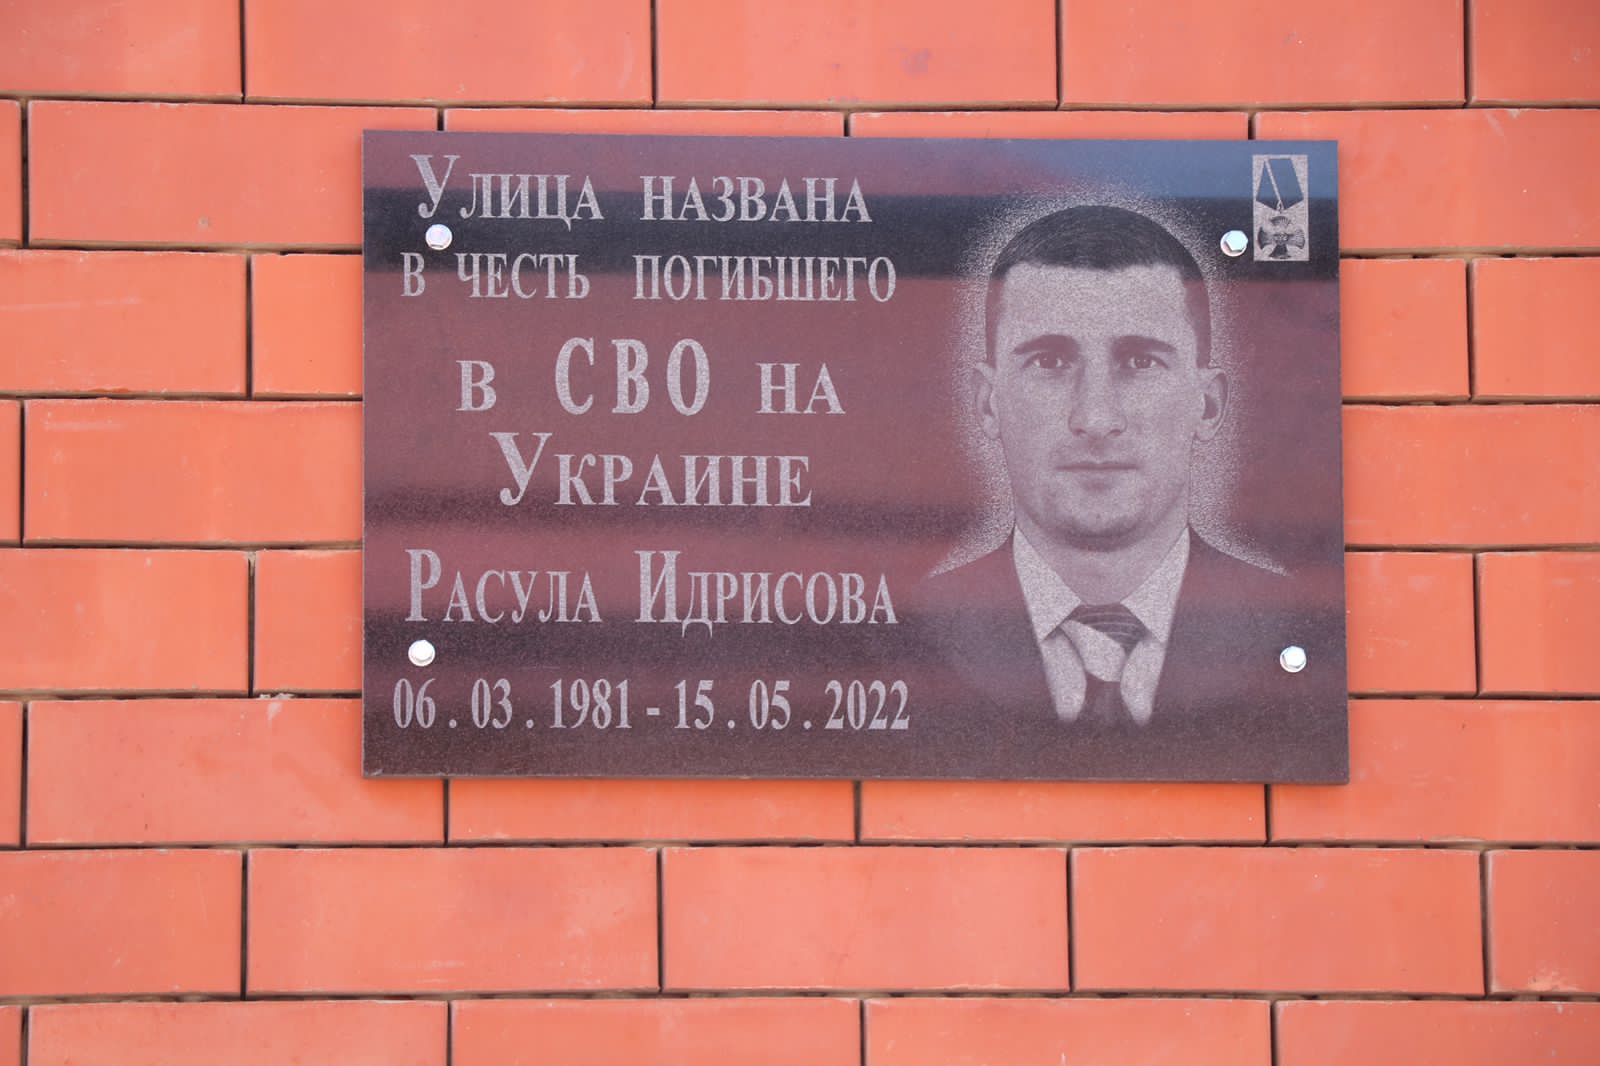 Улица названа
в честь погибшего
в СВО на
Украине
Расула Идрисова
06.03.1981-15.05.2022